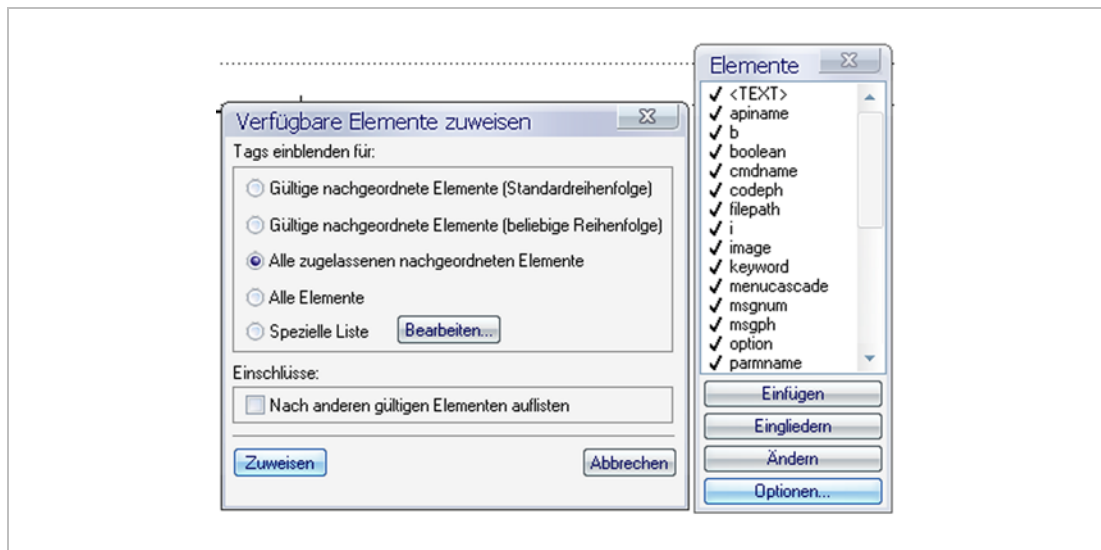 Verfügbare Elemente zuweisen
Tags einblenden für:
Gültige nachgeordnete Elemente (Standardreihenfolge)
Gültige nachgeordnete Elemente (beliebige Reihenfolge)
Alle zugelassenen nachgeordneten Elemente
Alle Elemente
Spezielle Liste
Bearbeiten...
Einschlüsse:
Nach anderen gültigen Elementen auflisten
Zuweisen
Abbrechen
Elemente
<TEXT>
apiname
b
boolean
cmdname
codeph
filepath
i
image
keyword
menucascade
msgnum
msgph
option
parmname
Einfügen
Eingliedern
Ändern
Optionen...